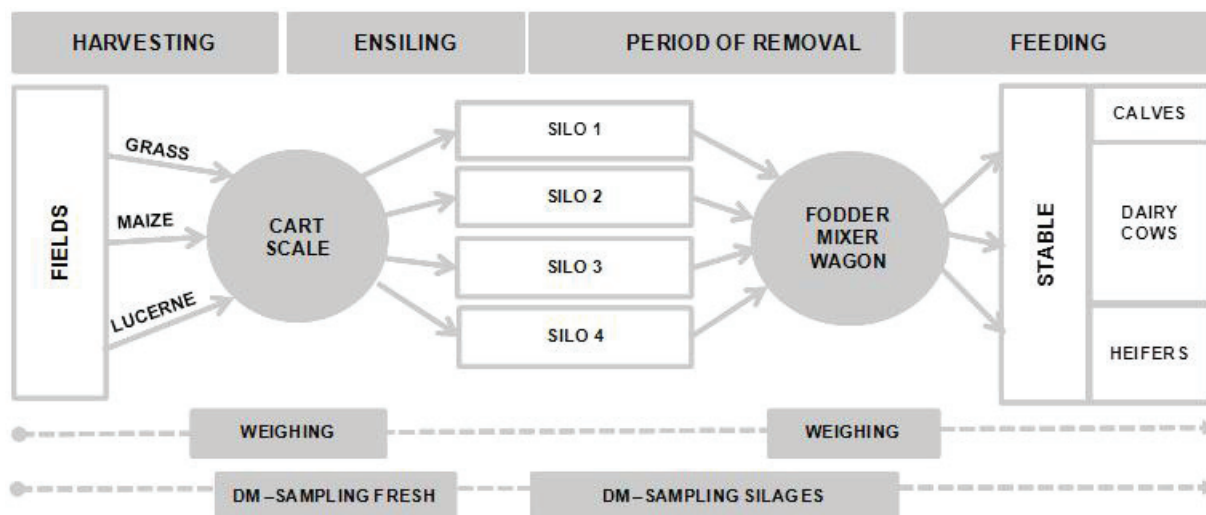 HARVESTING
ENSILING
PERIOD OF REMOVAL
FEEDING
FIELDS
GRASS
MAIZE
LUCERNE
CART
SCALE
SILO 1
SILO 2
SILO 3
SILO 4
FODDER
MIXER
WAGON
STABLE
CALVES
DAIRY
COWS
HEIFERS
WEIGHING
WEIGHING
DM–SAMPLING FRESH
DM–SAMPLING SILAGES